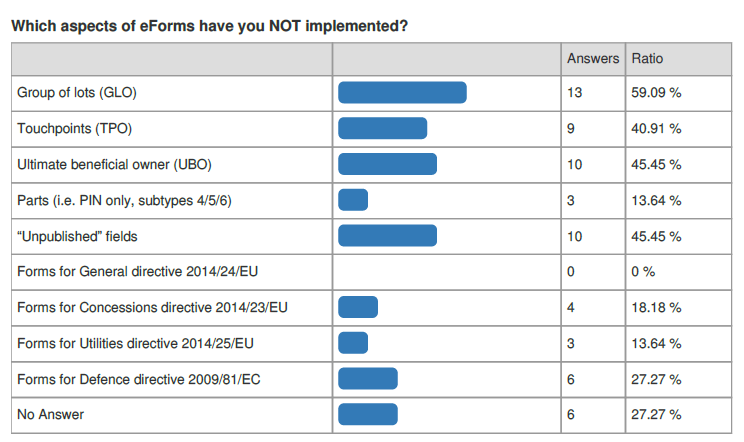 Which aspects of eForms have you NOT implemented?
Answers Ratio
Group of lots (GLO) 13 59.09 %
Touchpoints (TPO) 9 40.91 %
Ultimate beneficial owner (UBO) 10 45.45 %
Parts (i.e. PIN only, subtypes 4/5/6) 3 13.64 %
“Unpublished” fields 10 45.45 %
Forms for General directive 2014/24/EU 0 0 %
Forms for Concessions directive 2014/23/EU 4 18.18 %
Forms for Utilities directive 2014/25/EU 3 13.64 %
Forms for Defence directive 2009/81/EC 6 27.27 %
No Answer 6 27.27 %